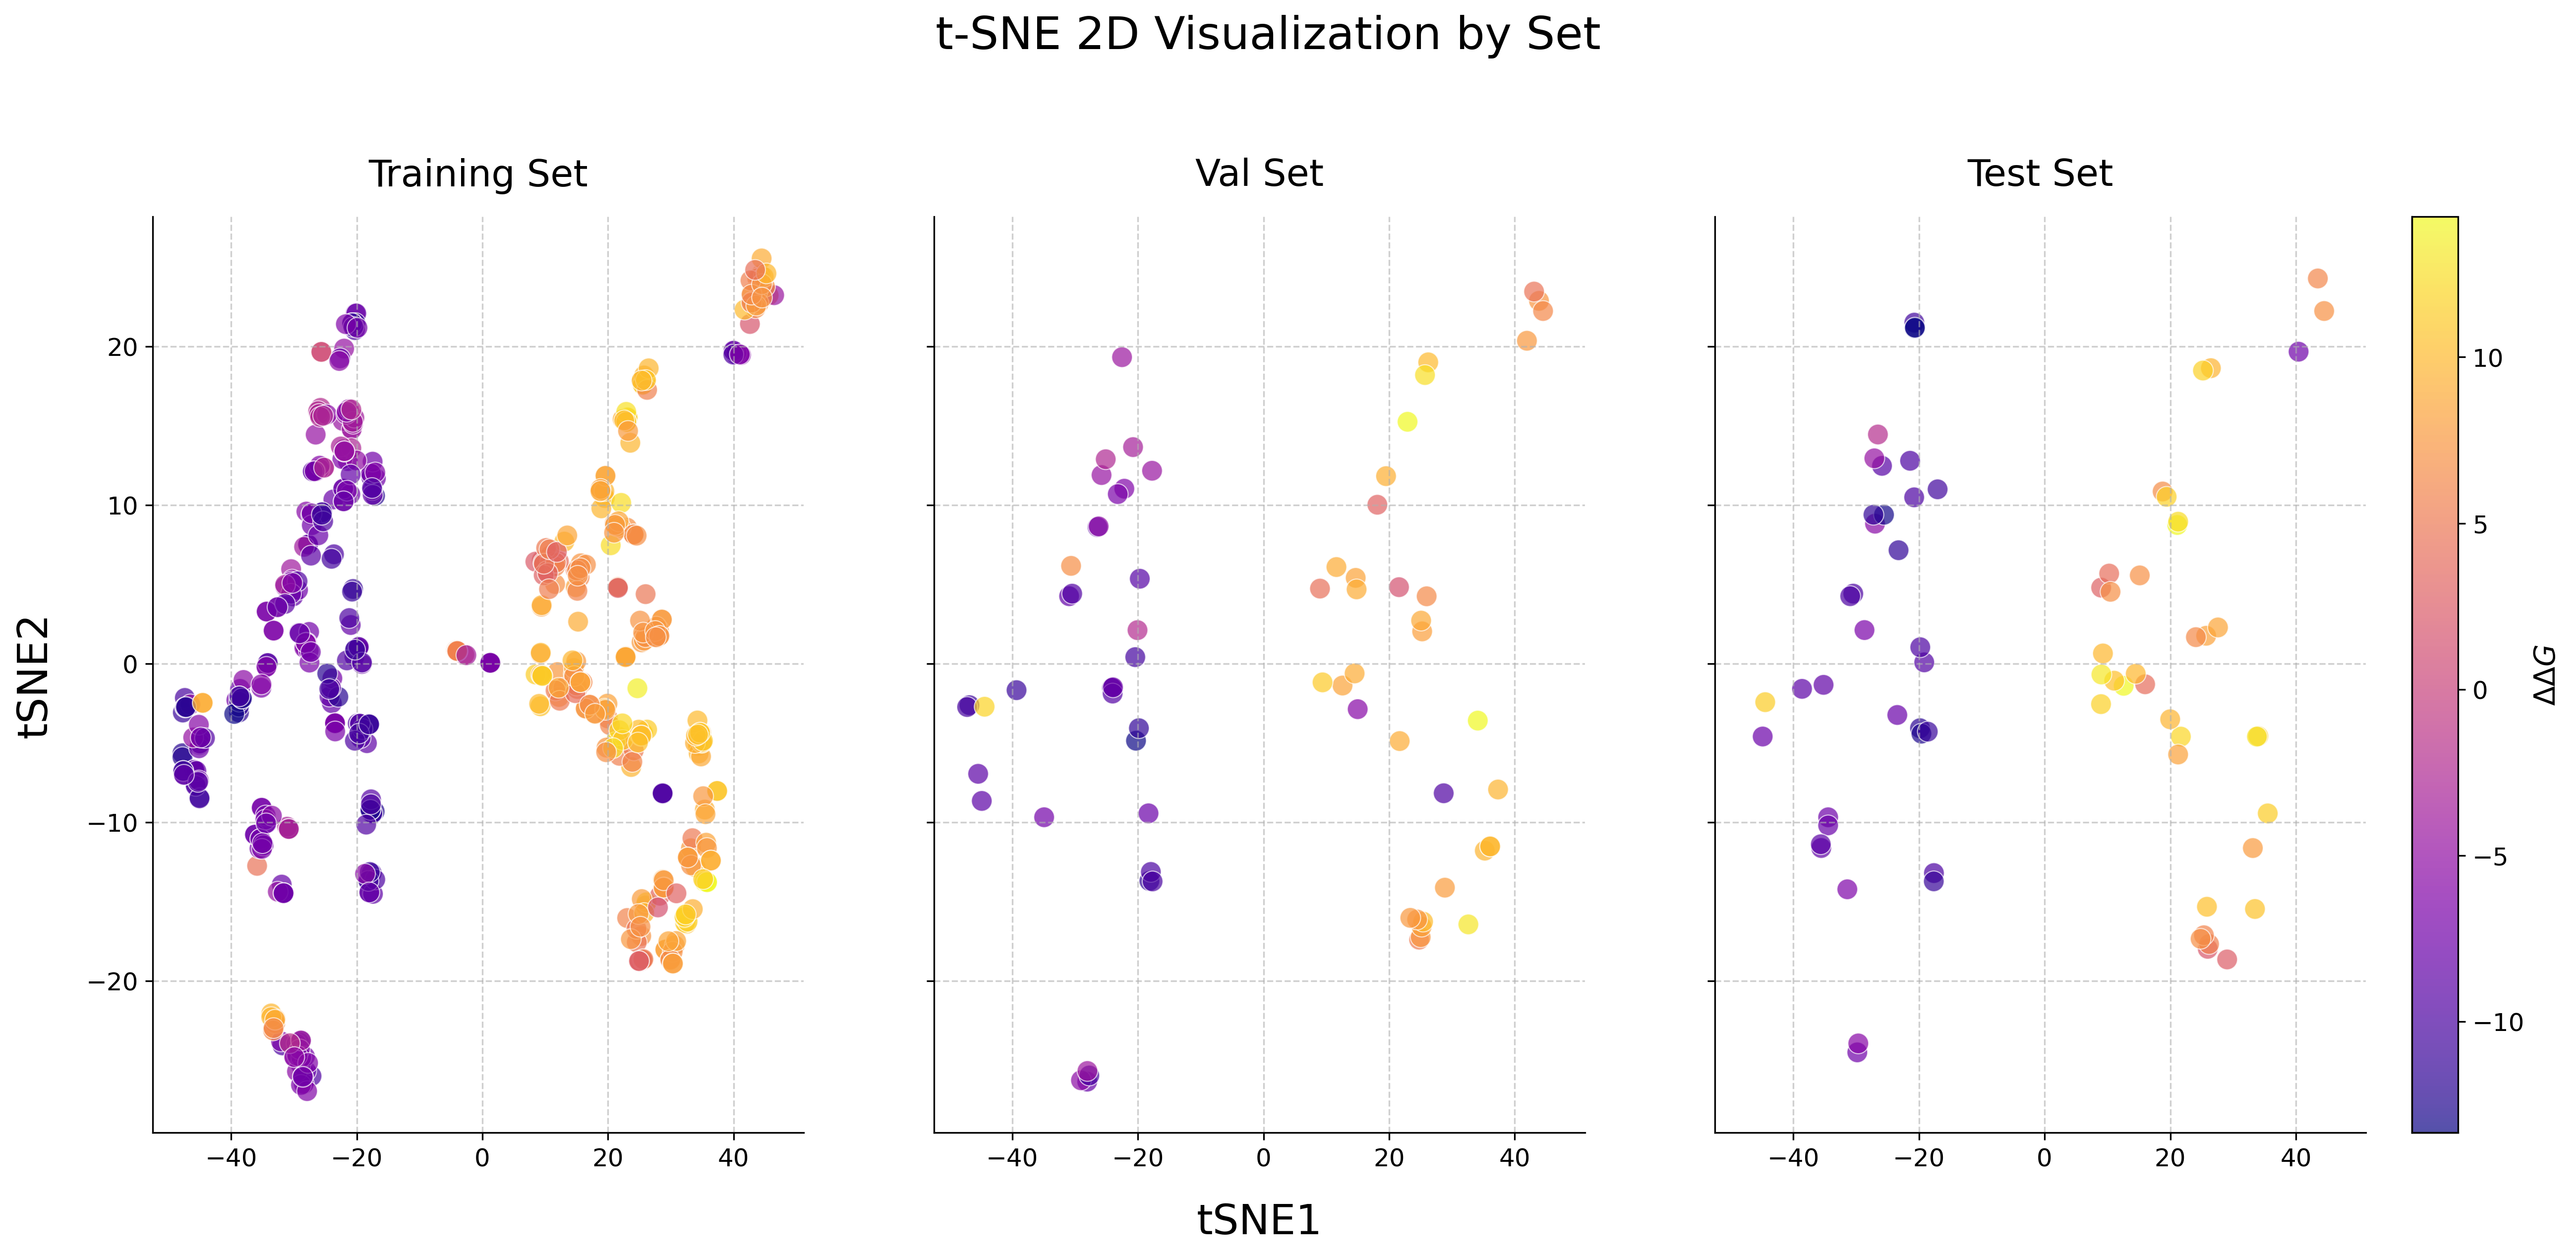 t-SNE 2D Visualization by Set
Training Set
Val Set
Test Set
tSNE2
20
10
0
−10
−20
−40 −20 0 20 40
−40 −20 0 20 40
−40 −20 0 20 40
tSNE1
10
5
0
−5
−10
ΔΔG